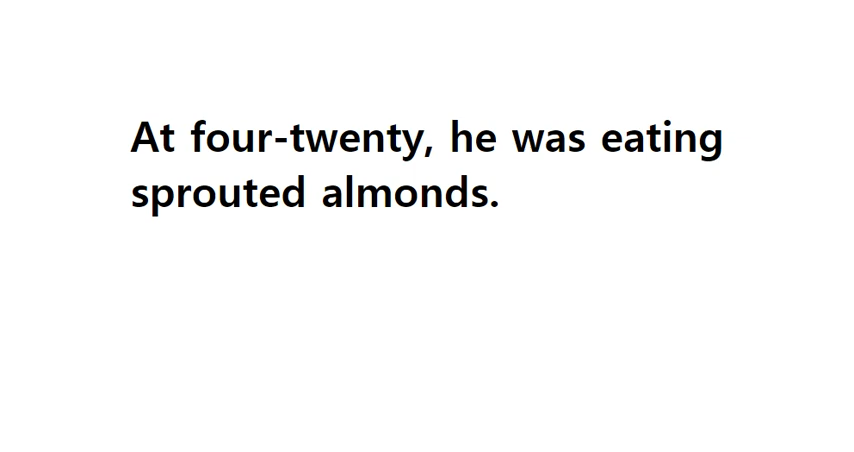 At four-twenty, he was eating
sprouted almonds.